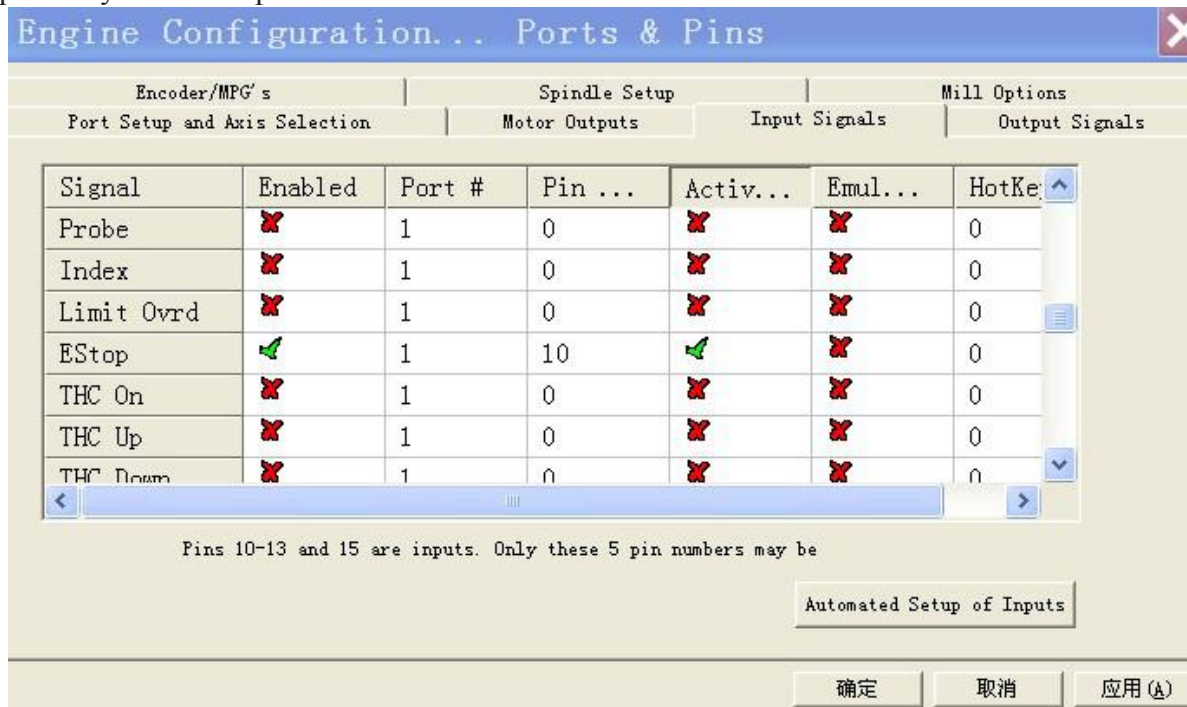 Engine Configuration... Ports & Pins
Encoder/MPG's Spindle Setup Mill Options
Port Setup and Axis Selection Motor Outputs Input Signals Output Signals
Signal Enabled Port # Pin ... Activ... Emul... HotKe
Probe 1 0 0
Index 1 0 0
Limit Ovrd 1 0 0
EStop 1 10 0
THC On 1 0 0
THC Up 1 0 0
THC Down 1 0 0
Pins 10-13 and 15 are inputs. Only these 5 pin numbers may be
Automated Setup of Inputs
确定 取消 应用(A)